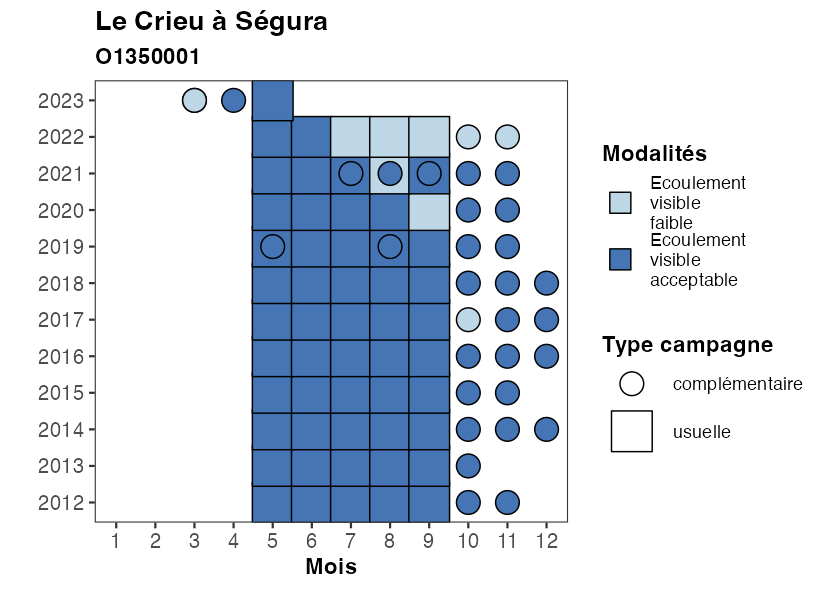 Le Crieu à Ségura
O1350001
2023
2022
2021
2020
2019
2018
2017
2016
2015
2014
2013
2012
1 2 3 4 5 6 7 8 9 10 11 12
Mois
Modalités
Ecoulement
visible
faible
Ecoulement
visible
acceptable
Type campagne
complémentaire
usuelle